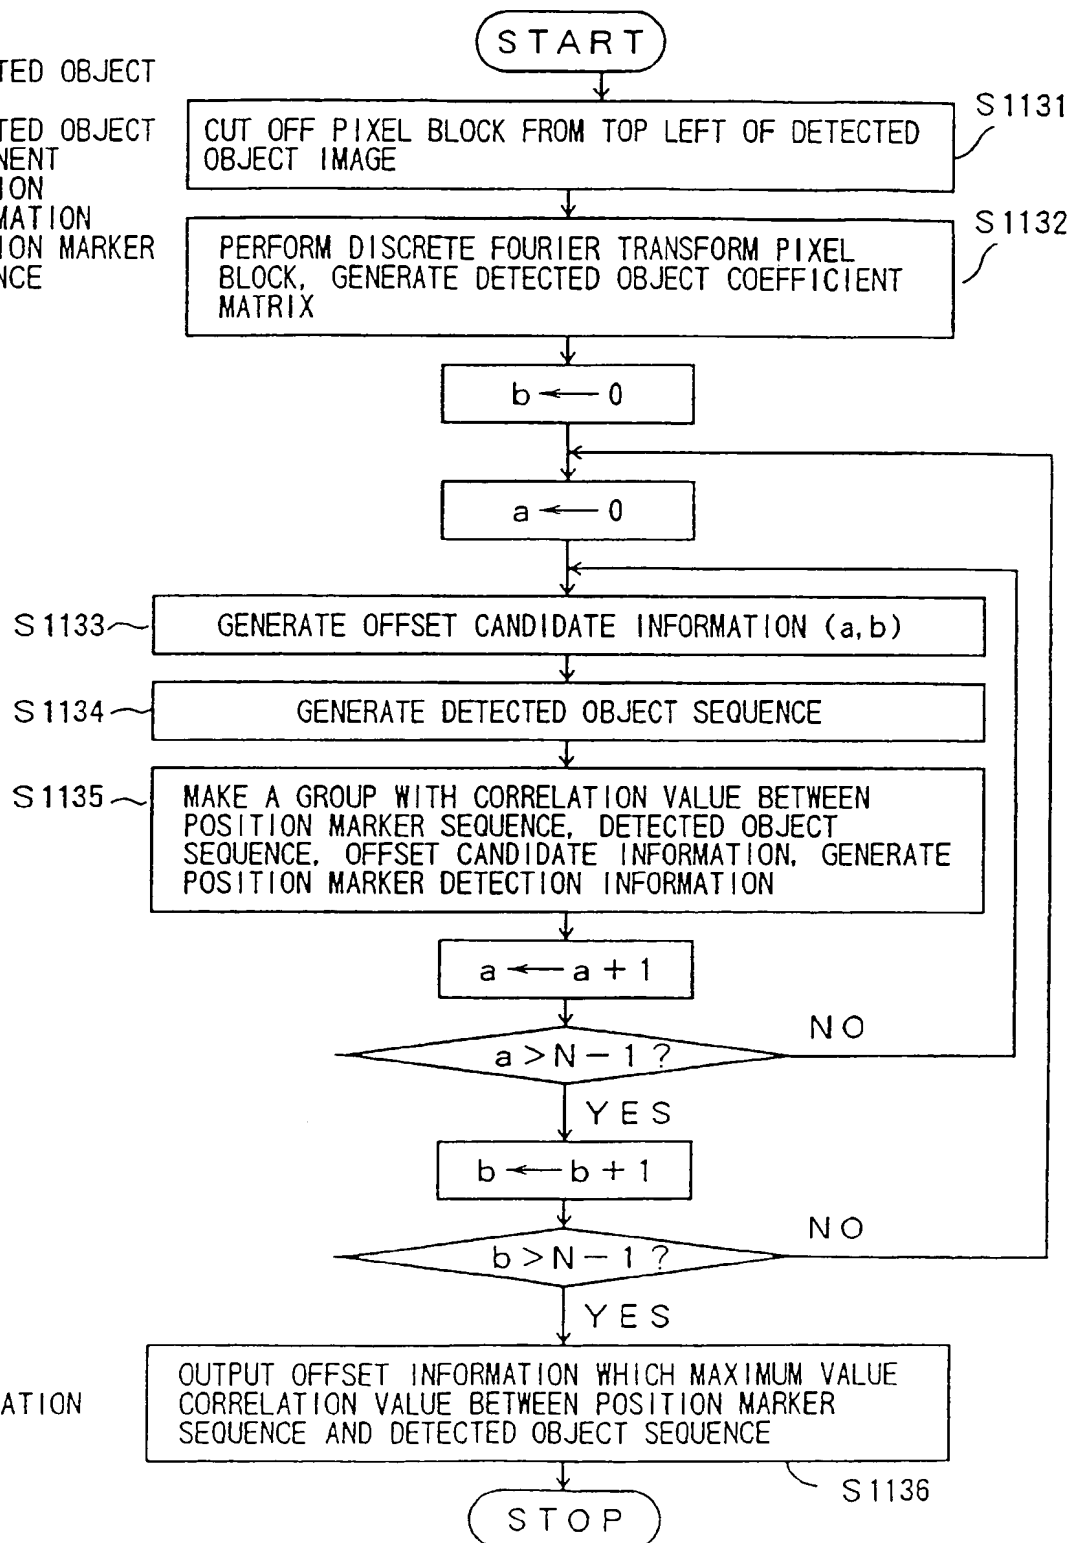 START
TED OBJECT
TED OBJECT
NENT
ION
MATION
ION MARKER
NCE
S1131
CUT OFF PIXEL BLOCK FROM TOP LEFT OF DETECTED
OBJECT IMAGE
S1132
PERFORM DISCRETE FOURIER TRANSFORM PIXEL
BLOCK, GENERATE DETECTED OBJECT COEFFICIENT
MATRIX
b ← 0
a ← 0
S1133
GENERATE OFFSET CANDIDATE INFORMATION (a,b)
S1134
GENERATE DETECTED OBJECT SEQUENCE
S1135
MAKE A GROUP WITH CORRELATION VALUE BETWEEN
POSITION MARKER SEQUENCE, DETECTED OBJECT
SEQUENCE, OFFSET CANDIDATE INFORMATION, GENERATE
POSITION MARKER DETECTION INFORMATION
a ← a + 1
a > N − 1 ?
NO
YES
b ← b + 1
b > N − 1 ?
NO
YES
ATION
OUTPUT OFFSET INFORMATION WHICH MAXIMUM VALUE
CORRELATION VALUE BETWEEN POSITION MARKER
SEQUENCE AND DETECTED OBJECT SEQUENCE
S1136
STOP